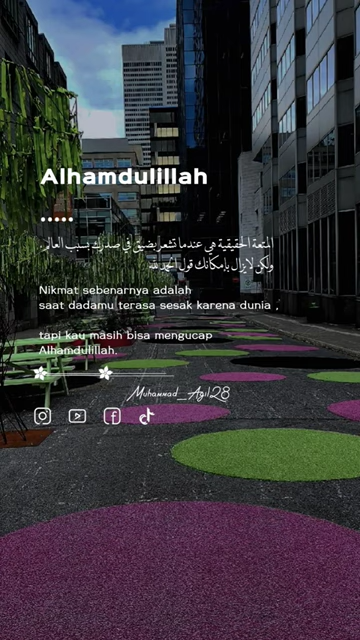 Alhamdulillah
.....
المتعة الحقيقية هي عندما تشعر بضيق في صدرك بسبب العالم
ولكن لا يزال بإمكانك قول الحمد لله
Nikmat sebenarnya adalah
saat dadamu terasa sesak karena dunia ,
tapi kau masih bisa mengucap
Alhamdulillah.
Muhammad_Agil28